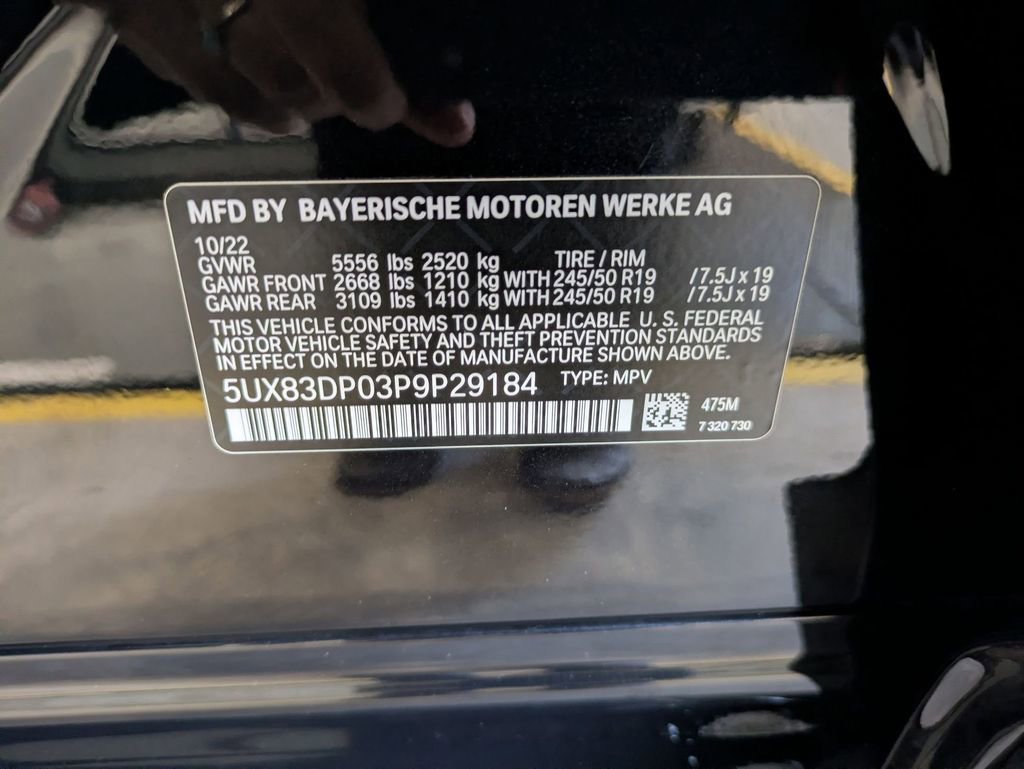 MFD BY BAYERISCHE MOTOREN WERKE AG
10/22
GVWR 5556 lbs 2520 kg TIRE / RIM
GAWR FRONT 2668 lbs 1210 kg WITH 245/50 R19 /7.5J x 19
GAWR REAR 3109 lbs 1410 kg WITH 245/50 R19 /7.5J x 19
THIS VEHICLE CONFORMS TO ALL APPLICABLE U. S. FEDERAL
MOTOR VEHICLE SAFETY AND THEFT PREVENTION STANDARDS
IN EFFECT ON THE DATE OF MANUFACTURE SHOWN ABOVE.
5UX83DP03P9P29184 TYPE: MPV
475M
7 320 730